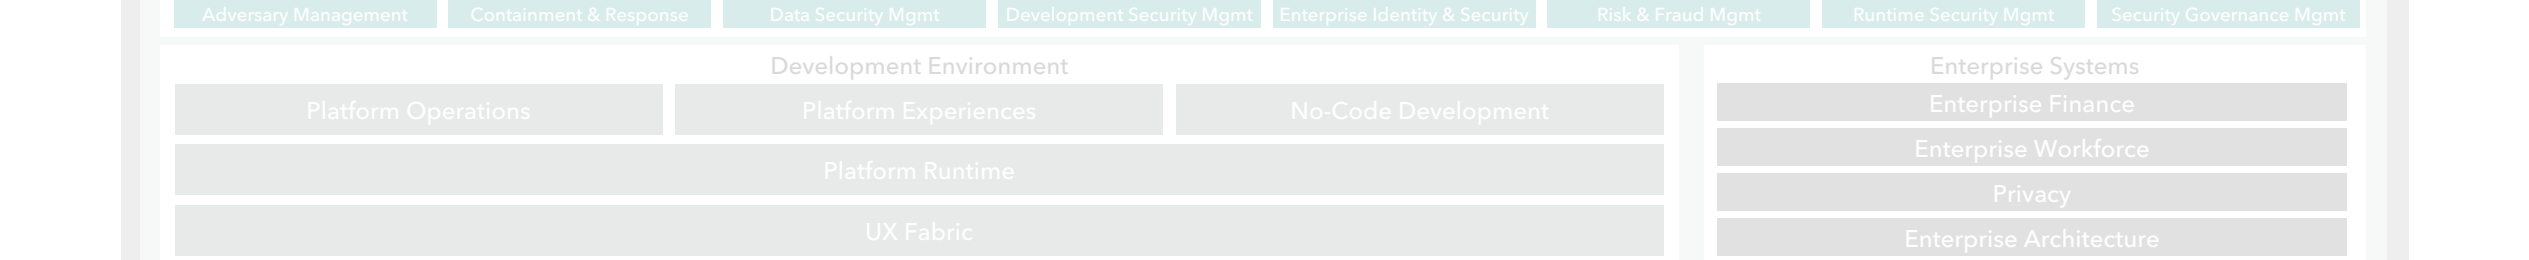 Adversary Management
Containment & Response
Data Security Mgmt
Development Security Mgmt
Enterprise Identity & Security
Risk & Fraud Mgmt
Runtime Security Mgmt
Security Governance Mgmt
Development Environment
Platform Operations
Platform Experiences
No-Code Development
Platform Runtime
UX Fabric
Enterprise Systems
Enterprise Finance
Enterprise Workforce
Privacy
Enterprise Architecture